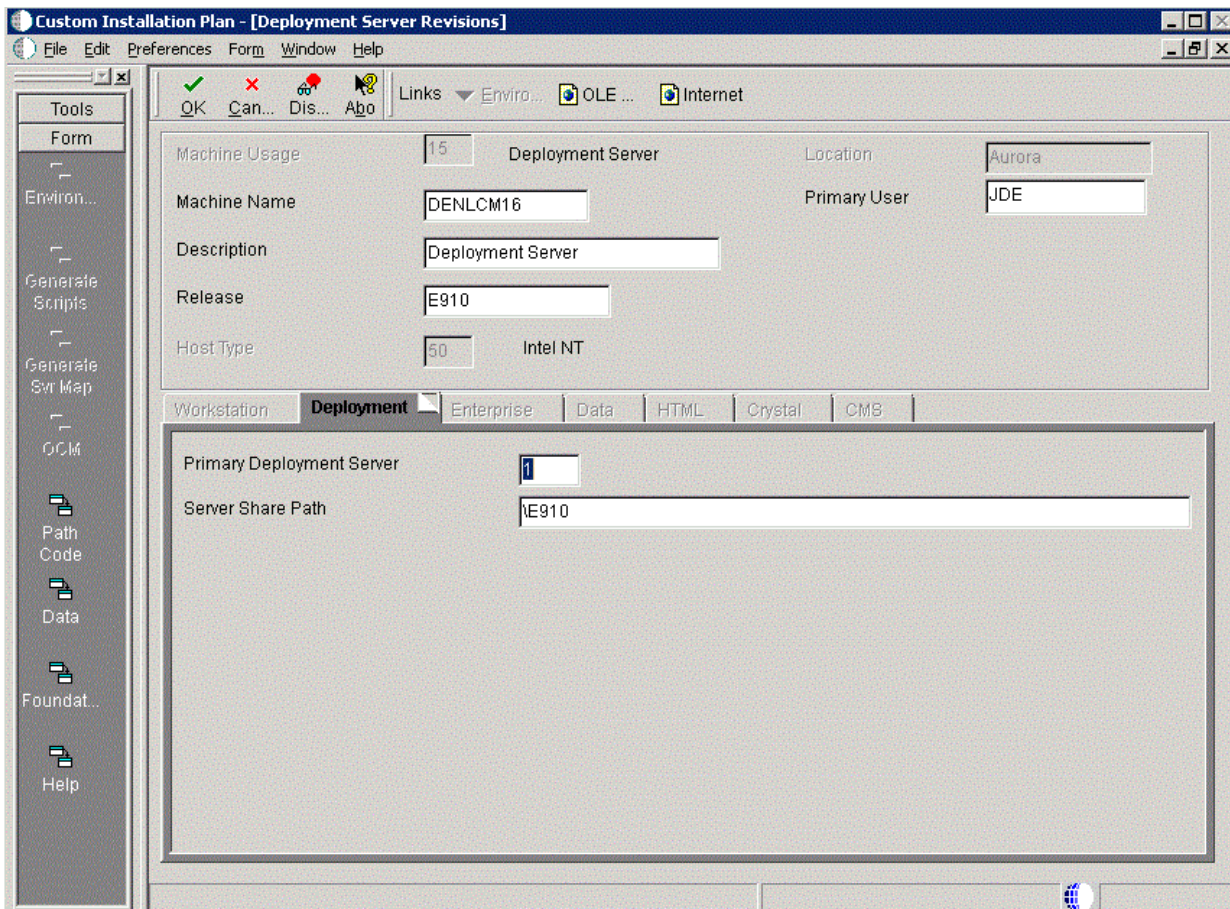 Custom Installation Plan - [Deployment Server Revisions]
File Edit Preferences Form Window Help
OK Can... Dis... Abo Links Enviro... OLE ... Internet
Tools
Form
Environ...
Generate
Scripts
Generate
Svr Map
OCM
Path
Code
Data
Foundat...
Help
Machine Usage 15 Deployment Server Location Aurora
Machine Name DENLCM16 Primary User JDE
Description Deployment Server
Release E910
Host Type 50 Intel NT
Workstation Deployment Enterprise Data HTML Crystal CMS
Primary Deployment Server 1
Server Share Path \E910